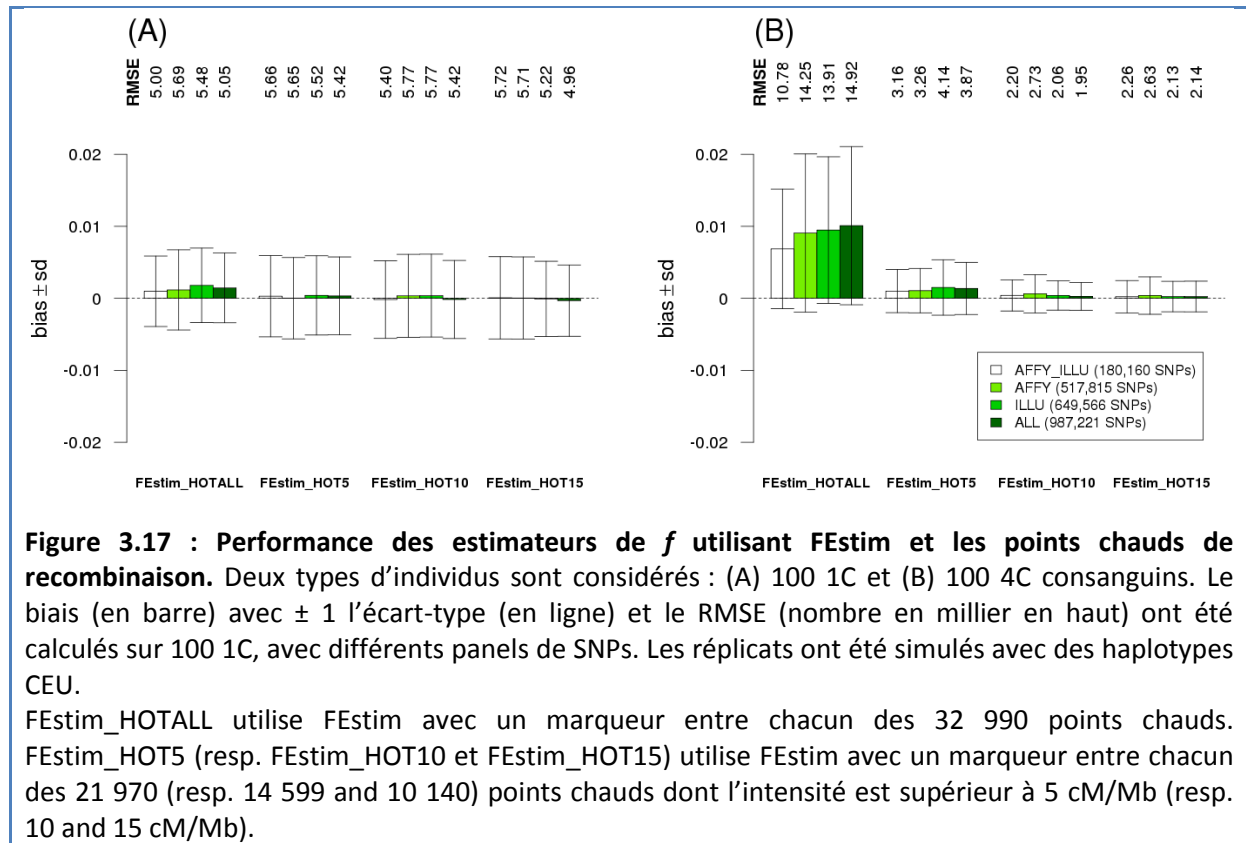 (A)
(B)
RMSE
5.00
5.69
5.48
5.05
5.66
5.65
5.52
5.42
5.40
5.77
5.77
5.42
5.72
5.71
5.22
4.96
RMSE
10.78
14.25
13.91
14.92
3.16
3.26
4.14
3.87
2.20
2.73
2.06
1.95
2.26
2.63
2.13
2.14
bias ± sd
0.02
0.01
0
-0.01
-0.02
FEstim_HOTALL FEstim_HOT5 FEstim_HOT10 FEstim_HOT15
bias ± sd
0.02
0.01
0
-0.01
-0.02
AFFY_ILLU (180,160 SNPs)
AFFY (517,815 SNPs)
ILLU (649,566 SNPs)
ALL (987,221 SNPs)
FEstim_HOTALL FEstim_HOT5 FEstim_HOT10 FEstim_HOT15
Figure 3.17 : Performance des estimateurs de f utilisant FEstim et les points chauds de
recombinaison. Deux types d’individus sont considérés : (A) 100 1C et (B) 100 4C consanguins. Le
biais (en barre) avec ± 1 l’écart-type (en ligne) et le RMSE (nombre en millier en haut) ont été
calculés sur 100 1C, avec différents panels de SNPs. Les réplicats ont été simulés avec des haplotypes
CEU.
FEstim_HOTALL utilise FEstim avec un marqueur entre chacun des 32 990 points chauds.
FEstim_HOT5 (resp. FEstim_HOT10 et FEstim_HOT15) utilise FEstim avec un marqueur entre chacun
des 21 970 (resp. 14 599 and 10 140) points chauds dont l’intensité est supérieur à 5 cM/Mb (resp.
10 and 15 cM/Mb).